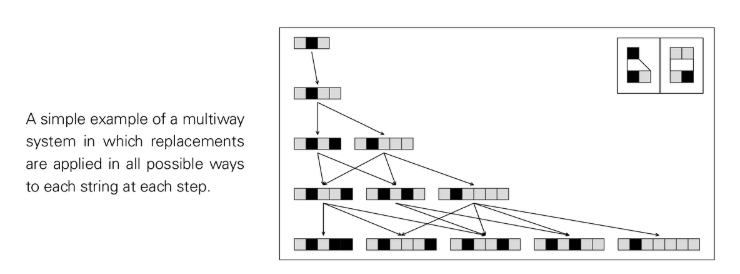 A simple example of a multiway
system in which replacements
are applied in all possible ways
to each string at each step.